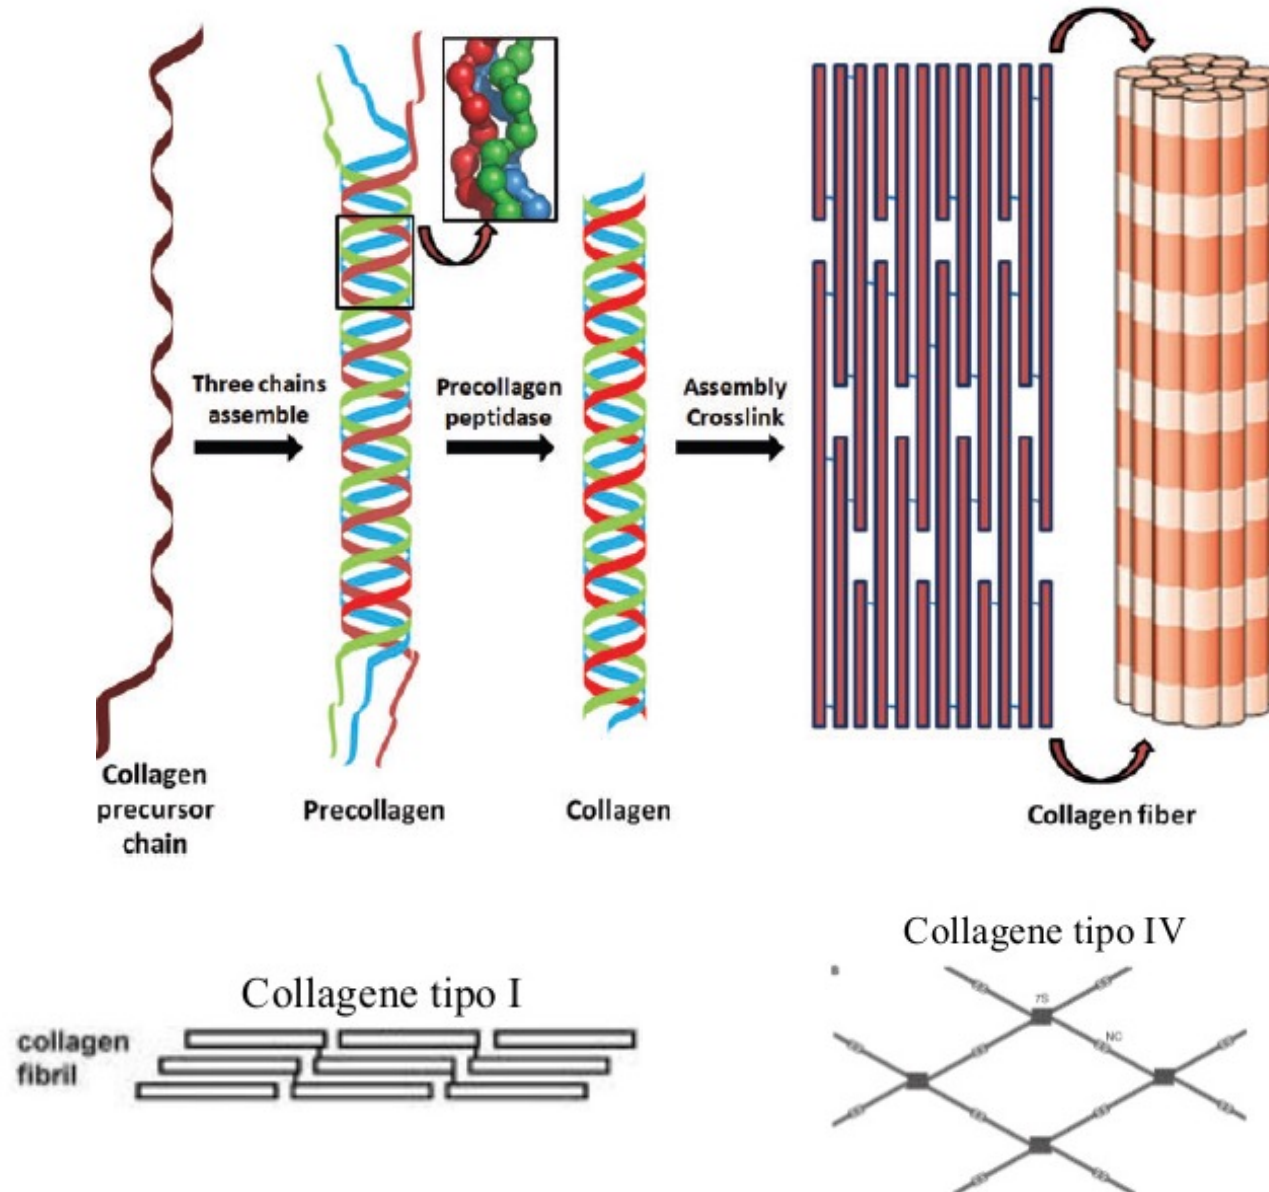 Three chains
assemble
Precollagen
peptidase
Assembly
Crosslink
Collagen
precursor
chain
Precollagen
Collagen
Collagen fiber
Collagene tipo I
collagen
fibril
Collagene tipo IV
B
7S
NC